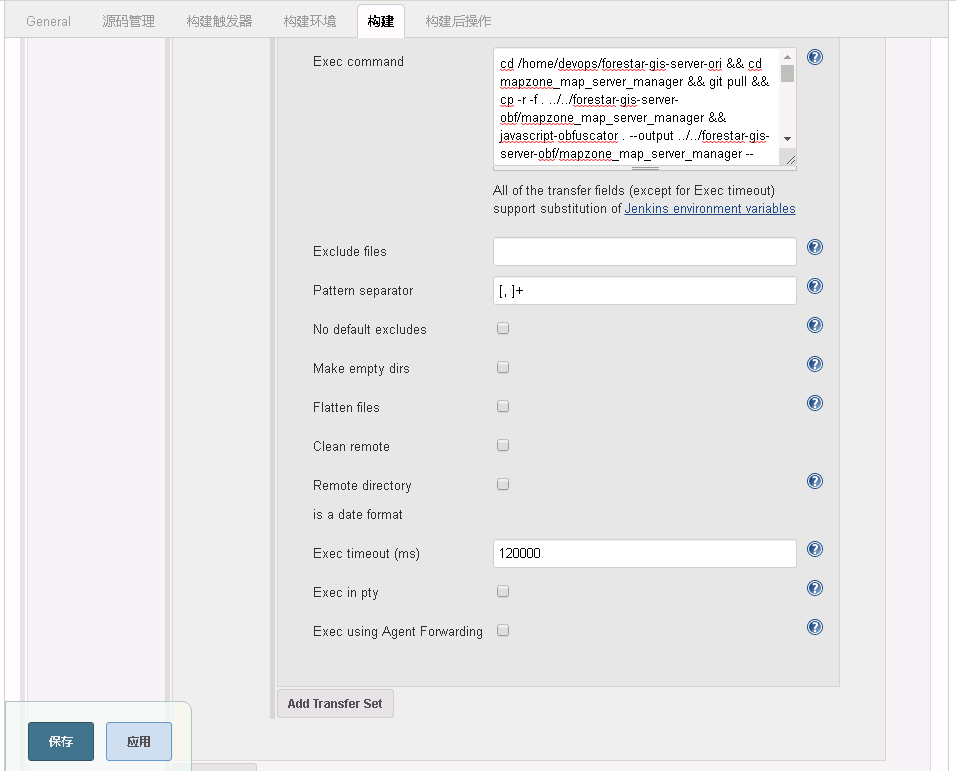 General 源码管理 构建触发器 构建环境 构建 构建后操作
Exec command
cd /home/devops/forestar-gis-server-ori && cd
mapzone_map_server_manager && git pull &&
cp -r -f . ../../forestar-gis-server-
obf/mapzone_map_server_manager &&
javascript-obfuscator . --output ../../forestar-gis-
server-obf/mapzone_map_server_manager --
All of the transfer fields (except for Exec timeout)
support substitution of Jenkins environment variables
Exclude files
Pattern separator [, ]+
No default excludes
Make empty dirs
Flatten files
Clean remote
Remote directory
is a date format
Exec timeout (ms) 120000
Exec in pty
Exec using Agent Forwarding
Add Transfer Set
保存 应用